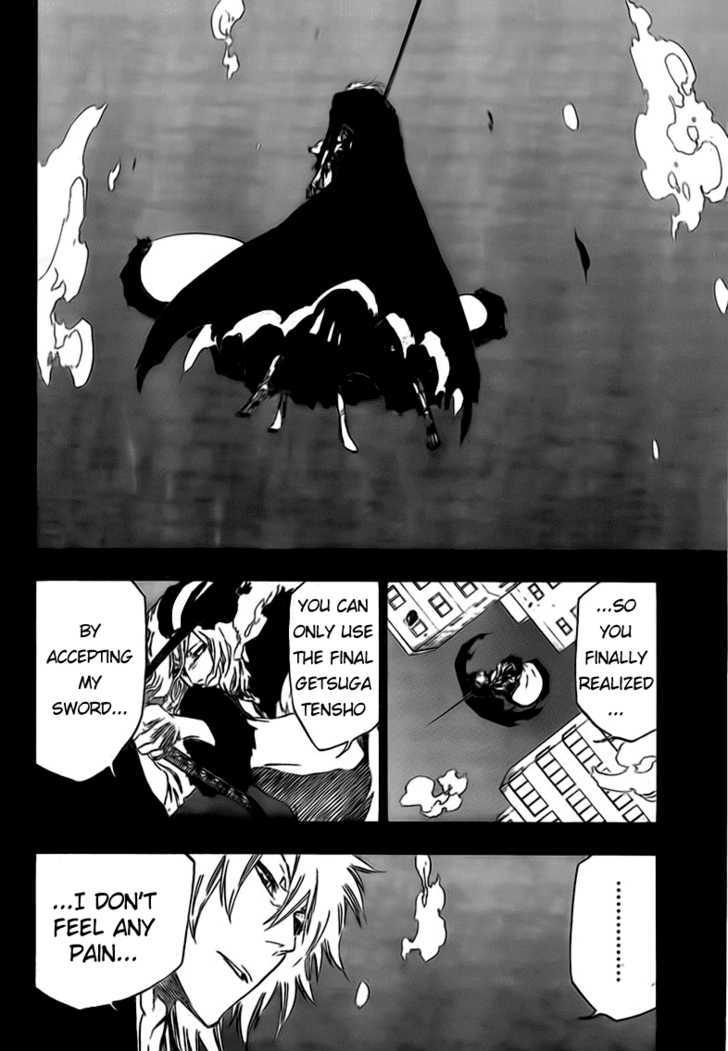 ...SO
YOU
FINALLY
REALIZED
...
YOU CAN
ONLY USE
THE FINAL
GETSUGA
TENSHO
BY
ACCEPTING
MY
SWORD...
..........
...I DON'T
FEEL ANY
PAIN...